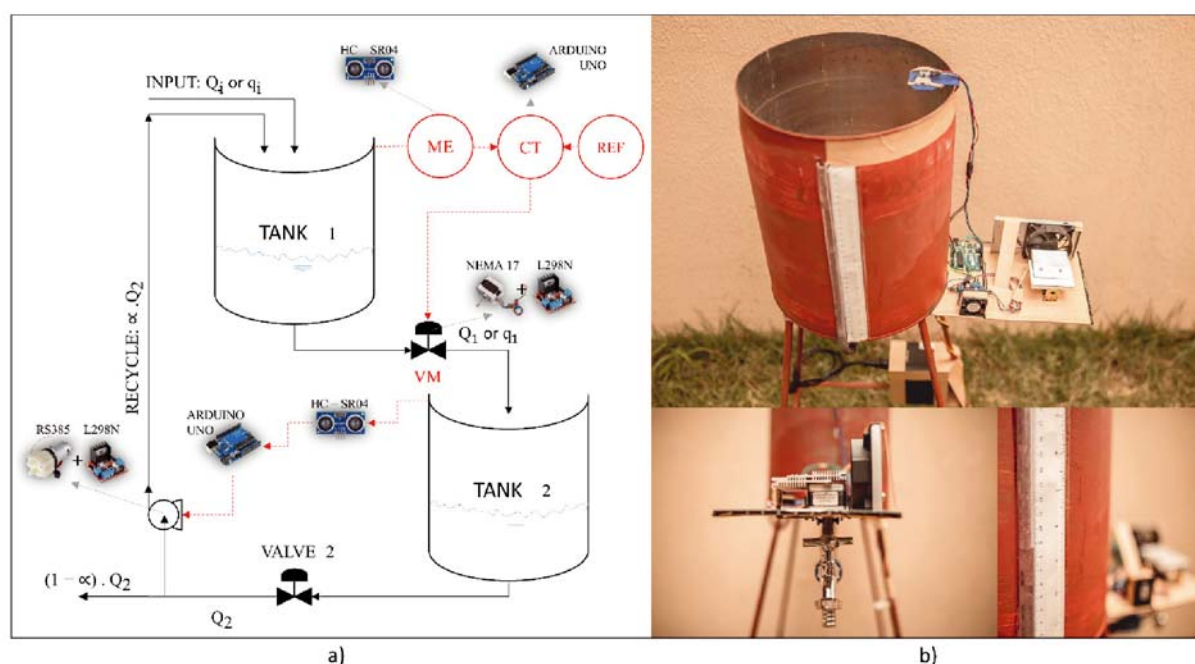 HC - SR04
ARDUINO
UNO
INPUT: Qi or qi
ME
CT
REF
TANK 1
RECYCLE: ∝ .Q2
NEMA 17
L298N
+
Q1 or q1
VM
HC - SR04
ARDUINO
UNO
RS385
L298N
+
TANK 2
VALVE 2
(1 - ∝) . Q2
Q2
a)
b)